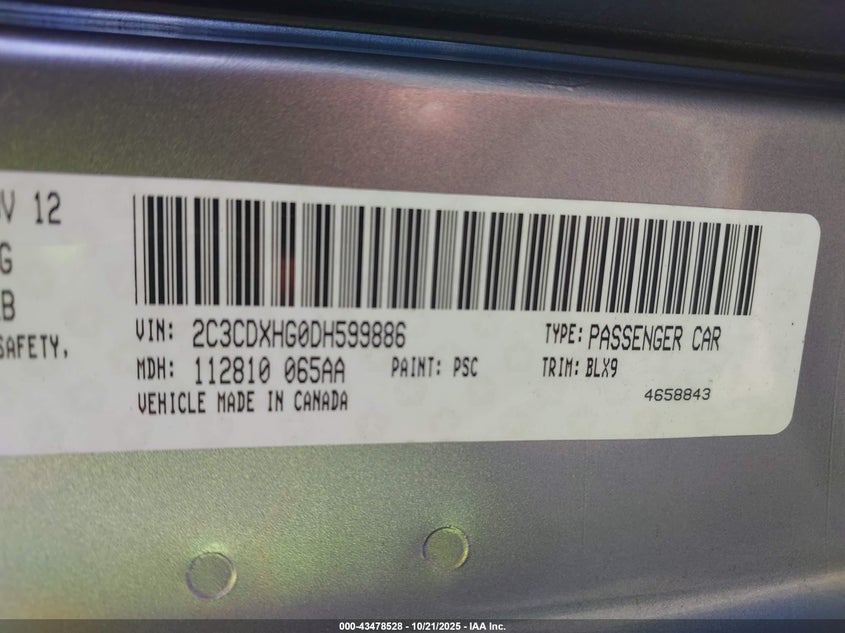 V 12
G
B
SAFETY,
VIN: 2C3CDXHG0DH599886 TYPE: PASSENGER CAR
MDH: 112810 065AA PAINT: PSC TRIM: BLX9
VEHICLE MADE IN CANADA 4658843
000-43478528 - 10/21/2025 - IAA Inc.